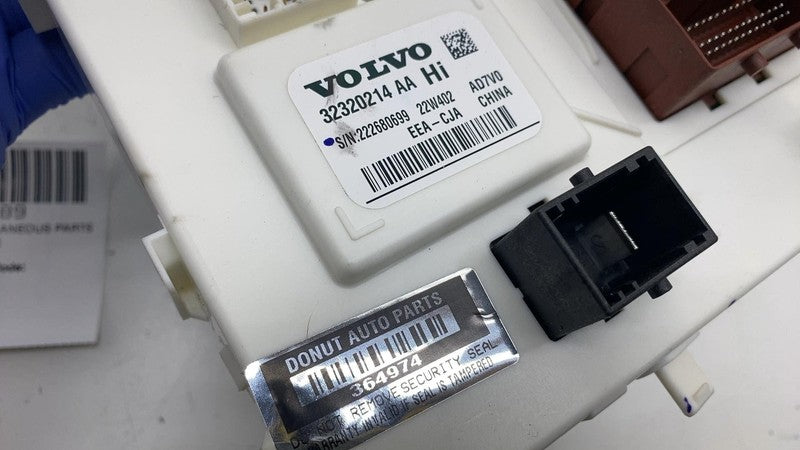 VOLVO
32320214 AA Hi
S/N:222680699 22W402 AD7V0
EEA-CJA CHINA
DONUT AUTO PARTS
364974
DO NOT REMOVE SECURITY SEAL
WARRANTY INVALID IF SEAL IS TAMPERED